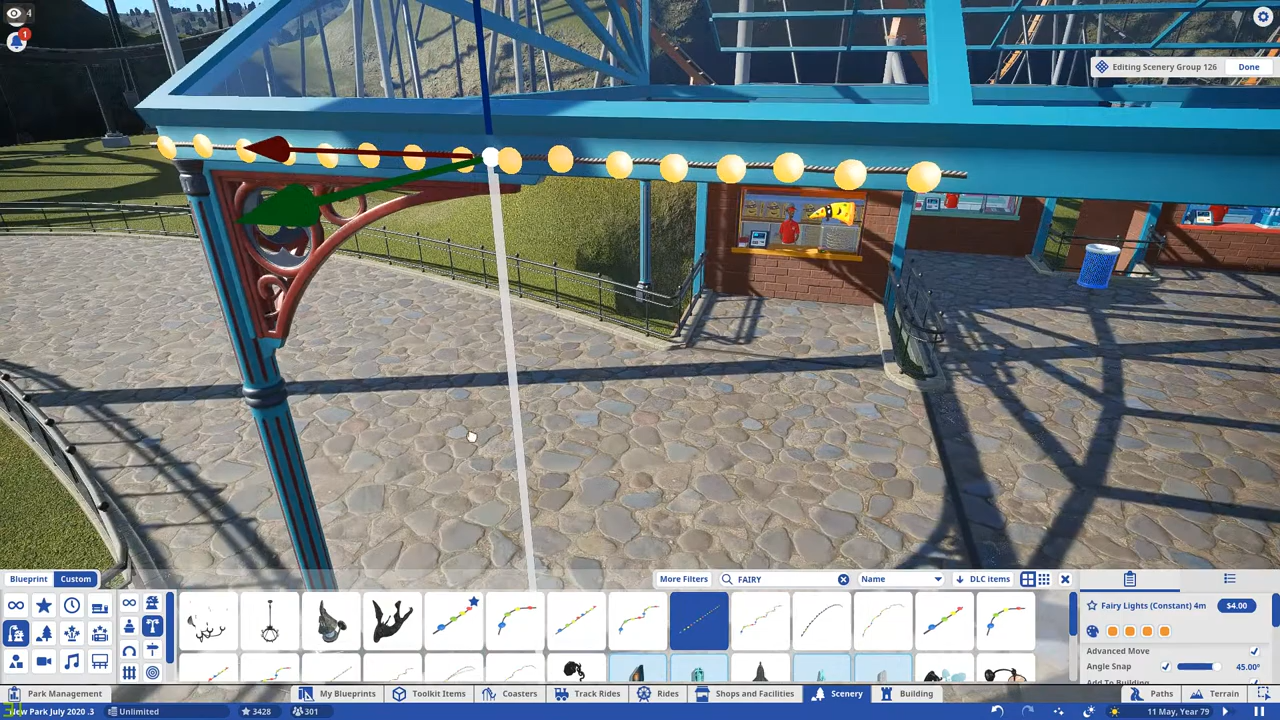 4
1
Editing Scenery Group 126 Done
Blueprint Custom More Filters FAIRY Name DLC items
Fairy Lights (Constant) 4m $4.00
Advanced Move
Angle Snap 45.00°
Park Management My Blueprints Toolkit Items Coasters Track Rides Rides Shops and Facilities Scenery Building Paths Terrain
New Park July 2020 .3 Unlimited 3428 301 11 May, Year 79